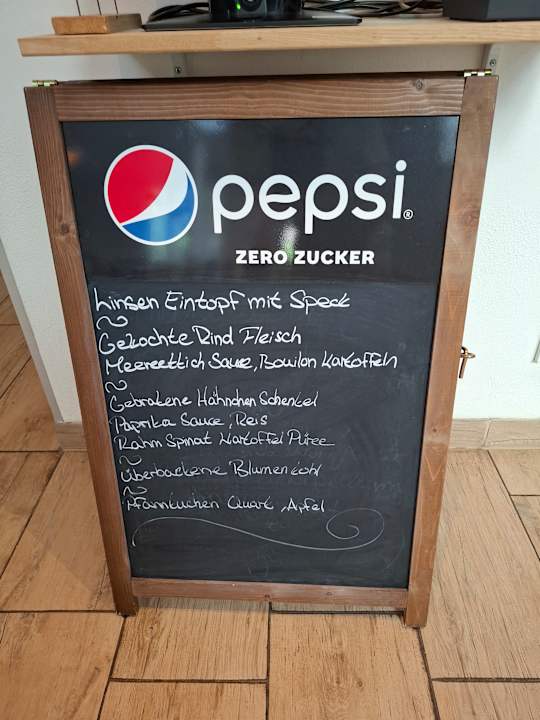 pepsi®
ZERO ZUCKER
Linsen Eintopf mit Speck
Gekochte Rind Fleisch
Meerrettich Sauce, Bouilon Kartoffeln
Gebratene Hähnchen Schenkel
Paprika Sauce, Reis
Rahm Spinat Kartoffel Püree
Überbackene Blumenkohl
Pfannkuchen Quark, Apfel